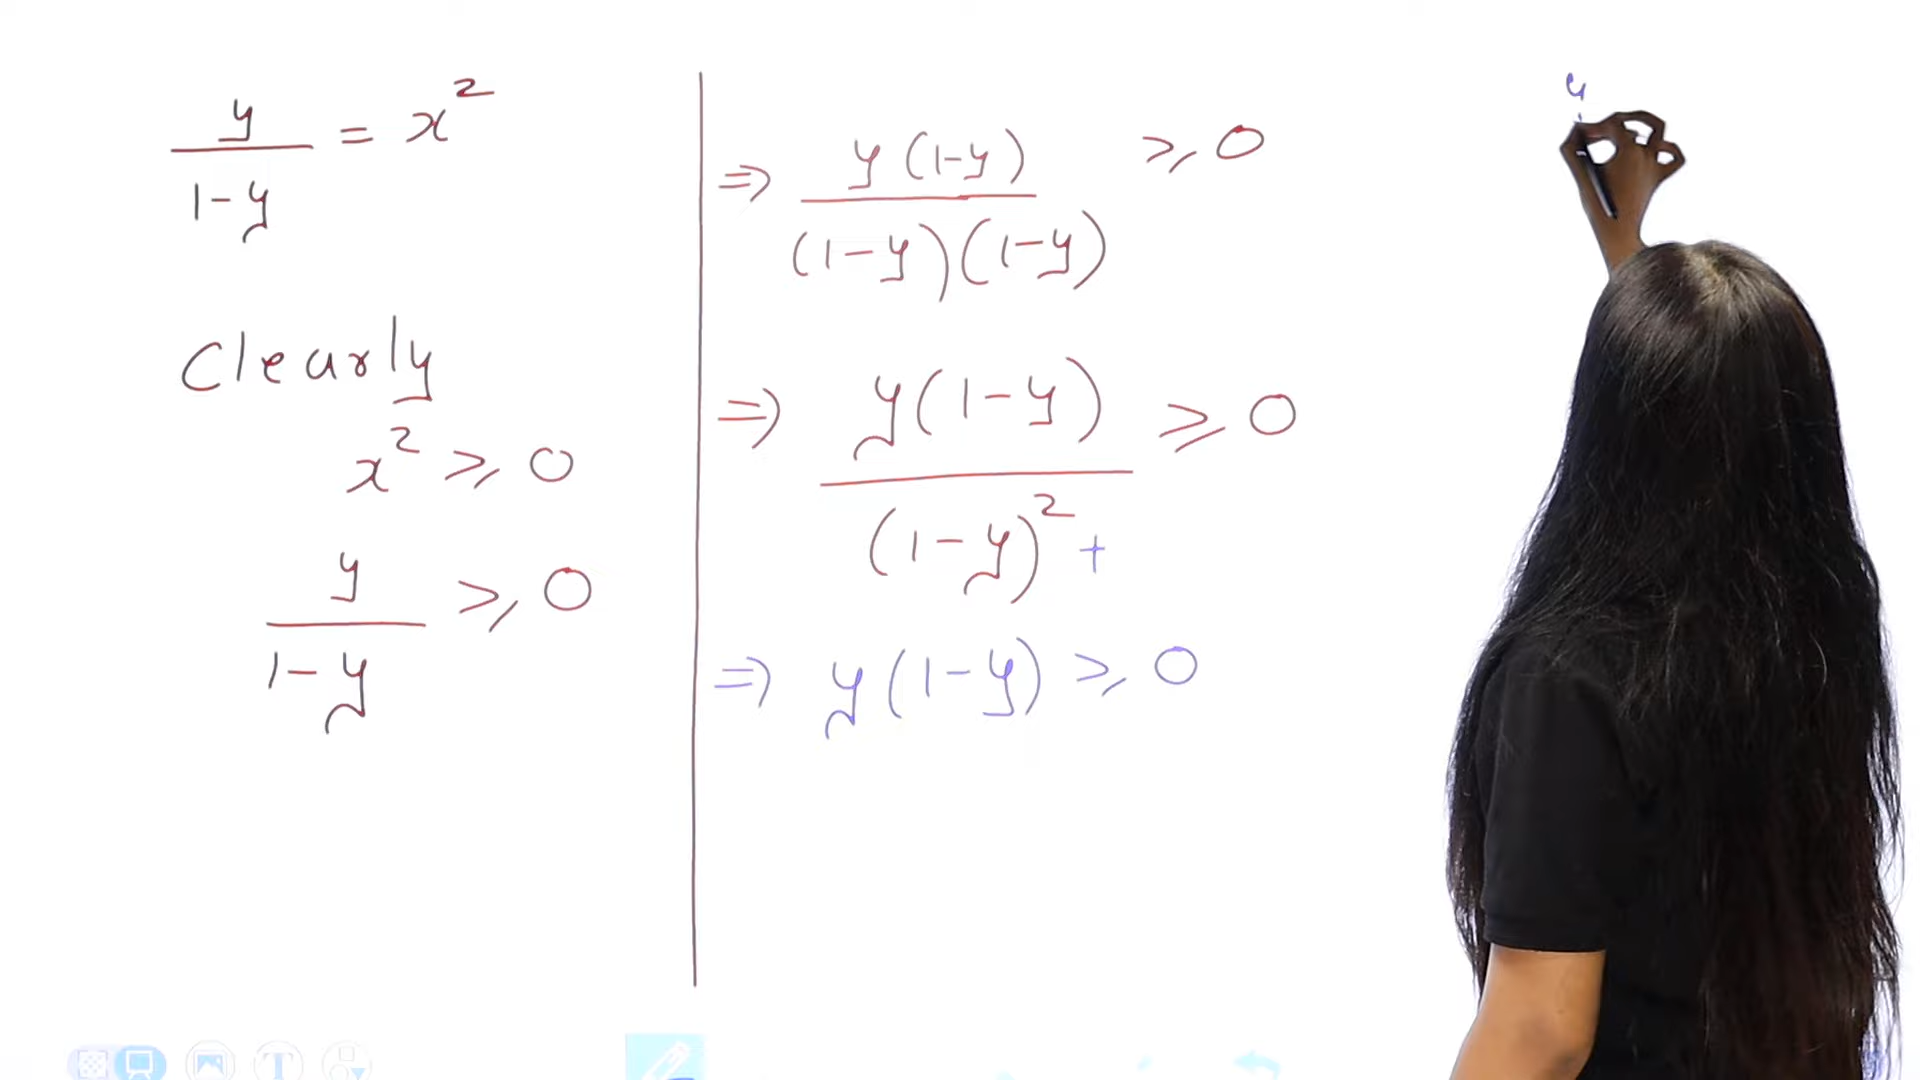 y/(1-y) = x²
Clearly
x² ≥ 0
y/(1-y) ≥ 0
⇒ y(1-y)/((1-y)(1-y)) ≥ 0
⇒ y(1-y)/(1-y)² ≥ 0
+
⇒ y(1-y) ≥ 0
T